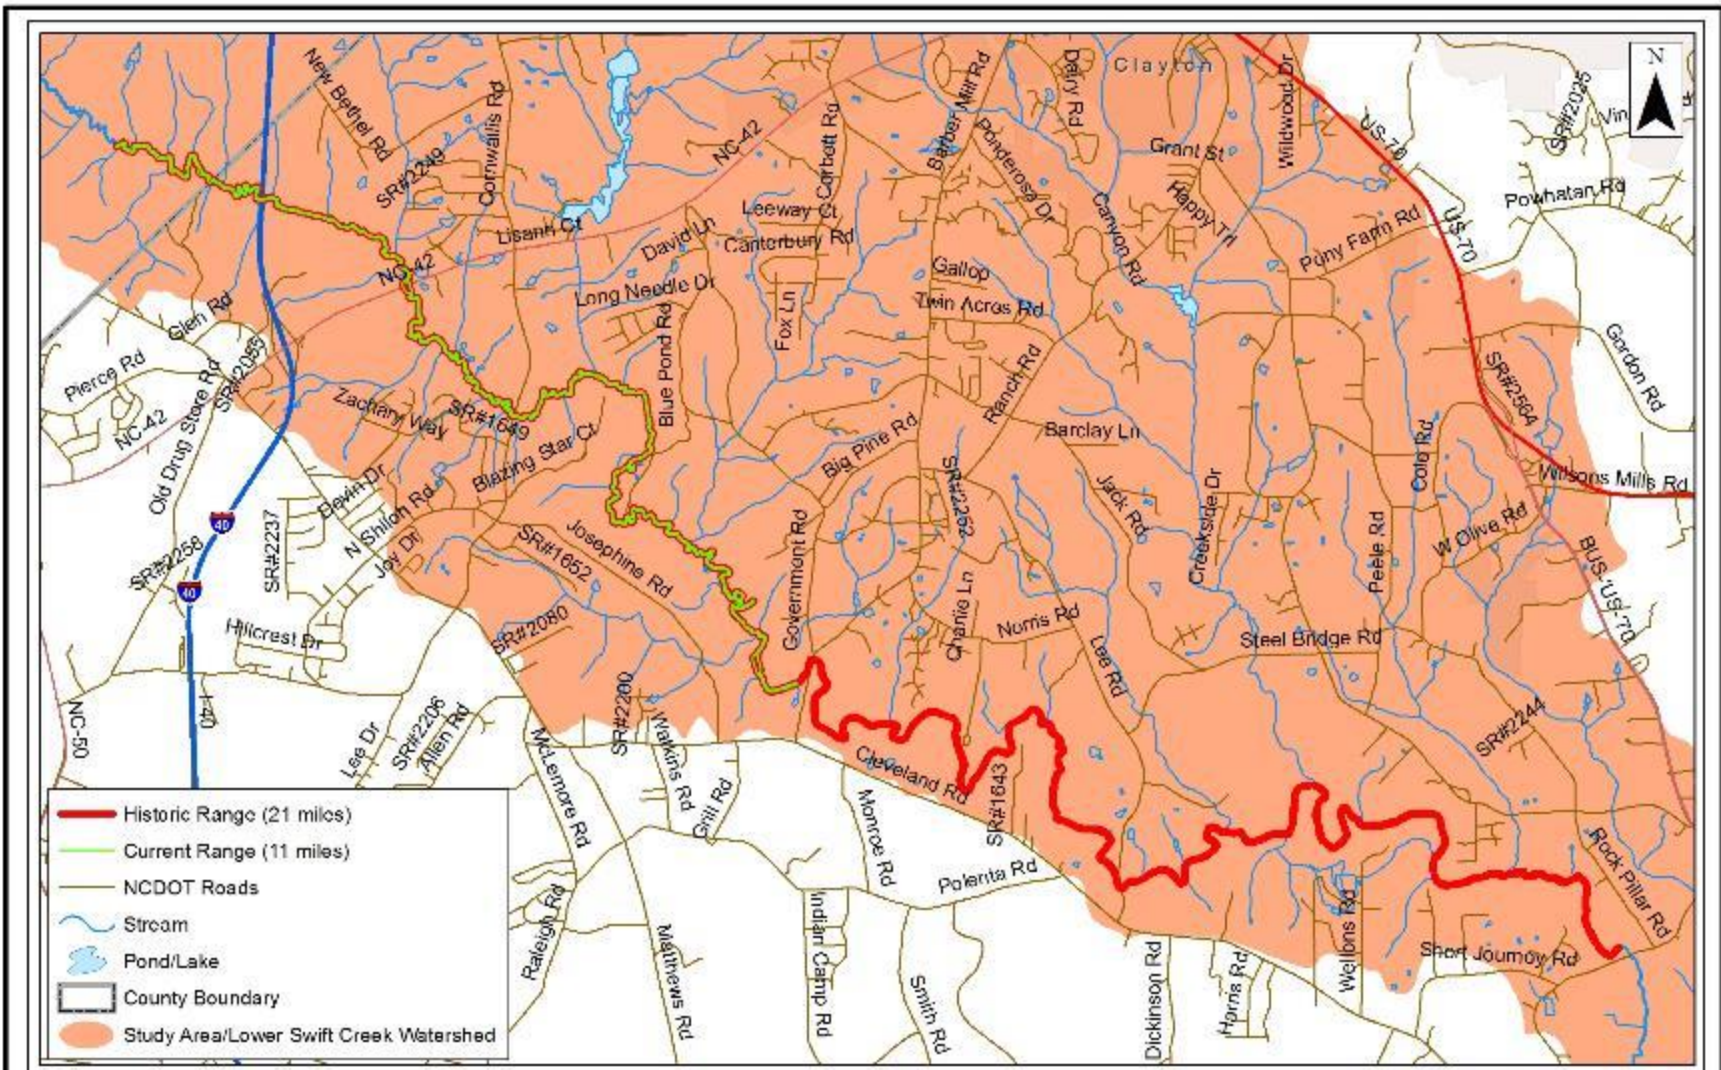 N
New Bethel Rd
Cornwallis Rd
SR#2249
NC-42
Corbett Rd
Barber Mill Rd
Dairy Rd
Clayton
Wildwood Dr
US-70
SR#2025
Ponderosa Dr
Grant St
Happy Trl
Canyon Rd
Powhatan Rd
US-70
Pony Farm Rd
Lisann Ct
David Ln
Leeway Ct
Canterbury Rd
NC-42
Long Needle Dr
Fox Ln
Gallop
Twin Acres Rd
Glen Rd
Pierce Rd
NC-42
SR#2085
Old Drug Store Rd
Zachary Way
SR#1649
Blazing Star Ct
Blue Pond Rd
Ranch Rd
Big Pine Rd
Barclay Ln
SR#2564
Gordon Rd
Wilsons Mills Rd
Devin Dr
N Shiloh Rd
Joy Dr
SR#2237
40
SR#2258
40
Hillcrest Dr
SR#1652
Josephine Rd
SR#2080
Government Rd
SR#2252
Charlie Ln
Norris Rd
Jack Rd
Creekside Dr
Peele Rd
W Olive Rd
BUS-US-70
Steel Bridge Rd
Lee Rd
SR#2244
I-40
NC-50
Lee Dr
SR#2206
Allen Rd
McLemore Rd
SR#2200
Watkins Rd
Grill Rd
Cleveland Rd
SR#1643
Monroe Rd
Polenta Rd
Raleigh Rd
Matthews Rd
Indian Camp Rd
Smith Rd
Dickinson Rd
Harris Rd
Wellons Rd
Short Journey Rd
Rock Pillar Rd
Historic Range (21 miles)
Current Range (11 miles)
NCDOT Roads
Stream
Pond/Lake
County Boundary
Study Area/Lower Swift Creek Watershed